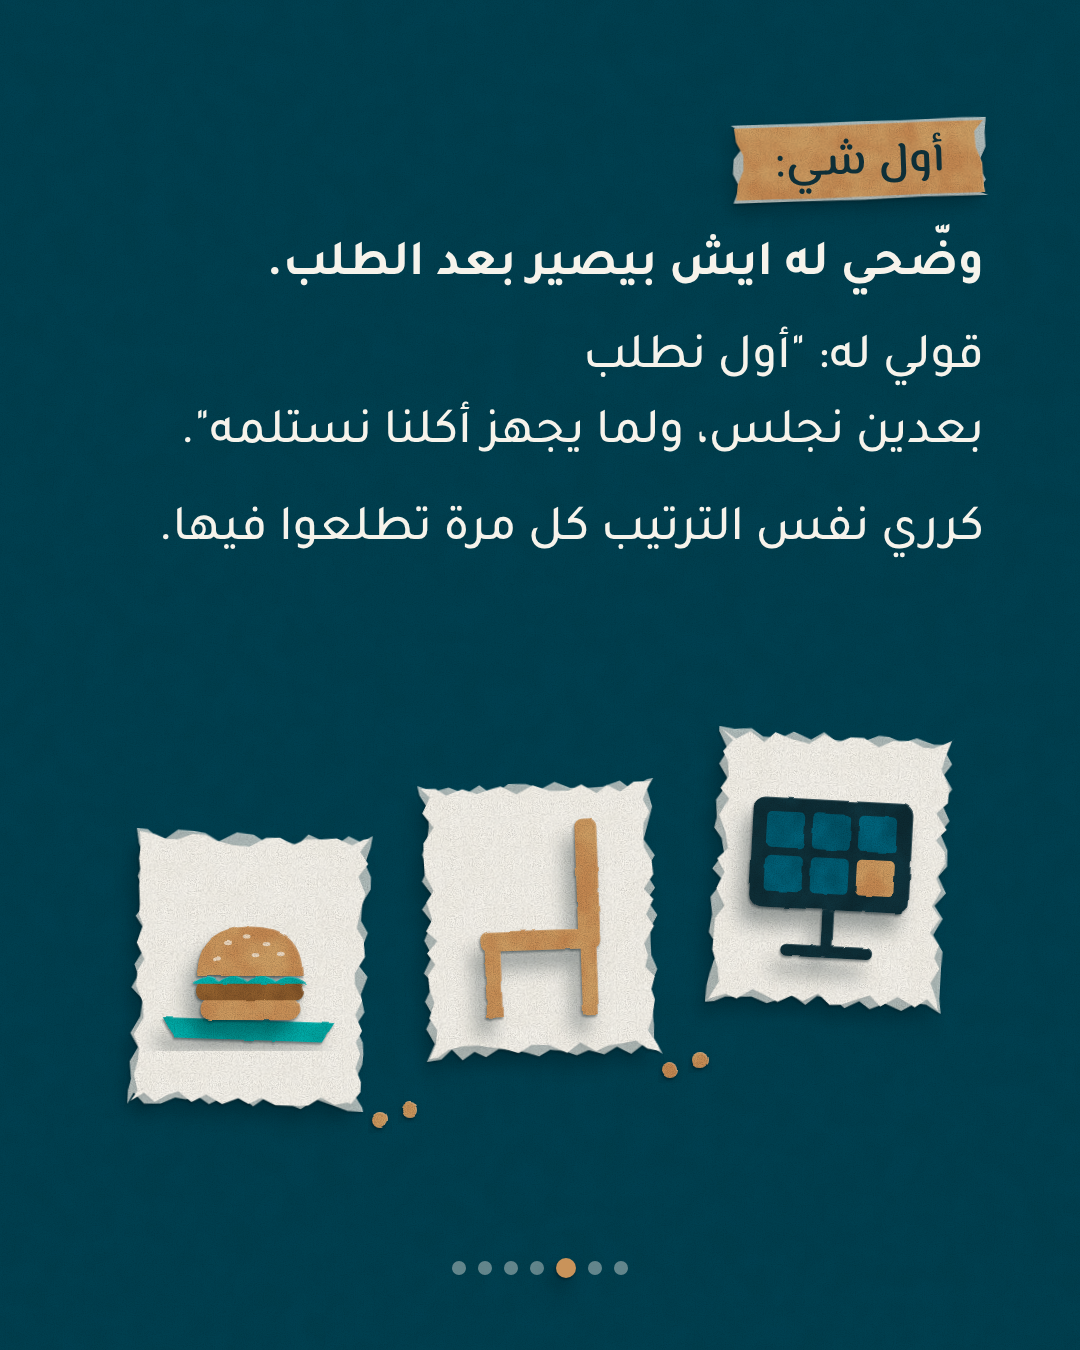 أول شي:
وضّحي له ايش بيصير بعد الطلب.
قولي له: "أول نطلب
بعدين نجلس، ولما يجهز أكلنا نستلمه".
كرري نفس الترتيب كل مرة تطلعوا فيها.